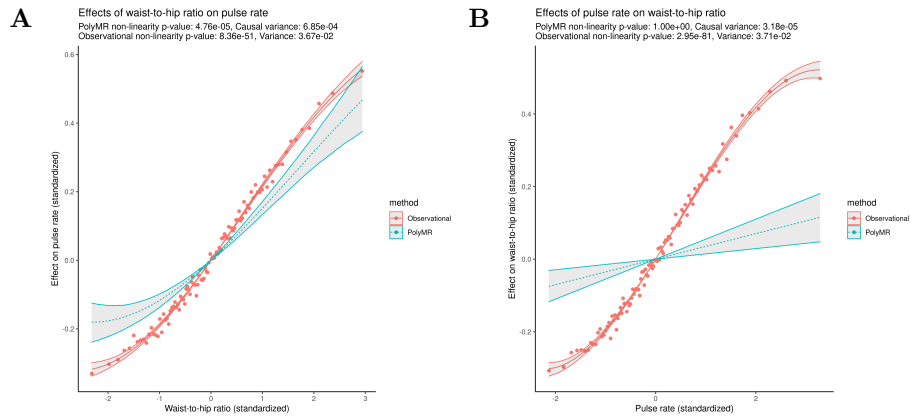 A
Effects of waist-to-hip ratio on pulse rate
PolyMR non-linearity p-value: 4.76e-05, Causal variance: 6.85e-04
Observational non-linearity p-value: 8.36e-51, Variance: 3.67e-02
0.6
0.4
0.2
0.0
-0.2
Effect on pulse rate (standardized)
-2
-1
0
1
2
3
Waist-to-hip ratio (standardized)
method
Observational
PolyMR
B
Effects of pulse rate on waist-to-hip ratio
PolyMR non-linearity p-value: 1.00e+00, Causal variance: 3.18e-05
Observational non-linearity p-value: 2.95e-81, Variance: 3.71e-02
0.4
0.2
0.0
-0.2
Effect on waist-to-hip ratio (standardized)
-2
0
2
Pulse rate (standardized)
method
Observational
PolyMR